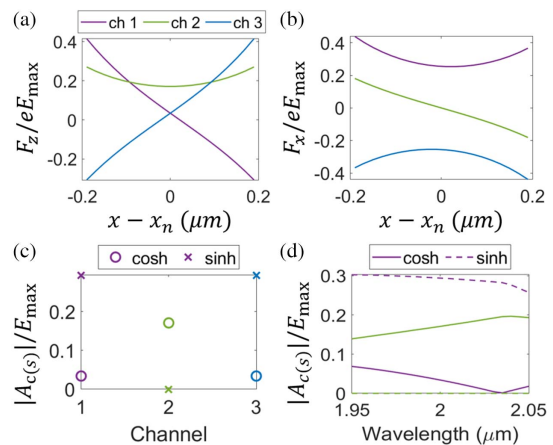 (a)
ch 1 ch 2 ch 3
F_z/eE_max
0.4
0.2
0
-0.2
-0.2 0 0.2
x − x_n (μm)
(b)
F_x/eE_max
0.4
0.2
0
-0.2
-0.4
-0.2 0 0.2
x − x_n (μm)
(c)
cosh sinh
|A_c(s)|/E_max
0.2
0.1
0
1 2 3
Channel
(d)
cosh sinh
|A_c(s)|/E_max
0.3
0.2
0.1
0
1.95 2 2.05
Wavelength (μm)